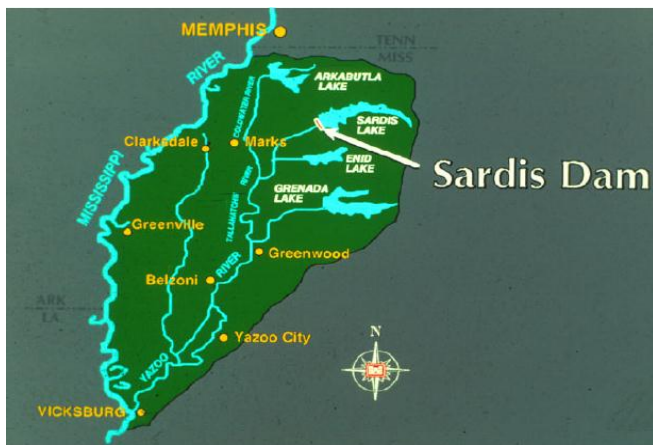 MEMPHIS
TENN
MISS
RIVER
ARKABUTLA
LAKE
COLDWATER RIVER
SARDIS
LAKE
Clarksdale
Marks
ENID
LAKE
Sardis Dam
MISSISSIPPI
RIVER
GRENADA
LAKE
TALLAHATCHIE
Greenville
Greenwood
RIVER
Belzoni
ARK
LA.
Yazoo City
N
YAZOO
VICKSBURG